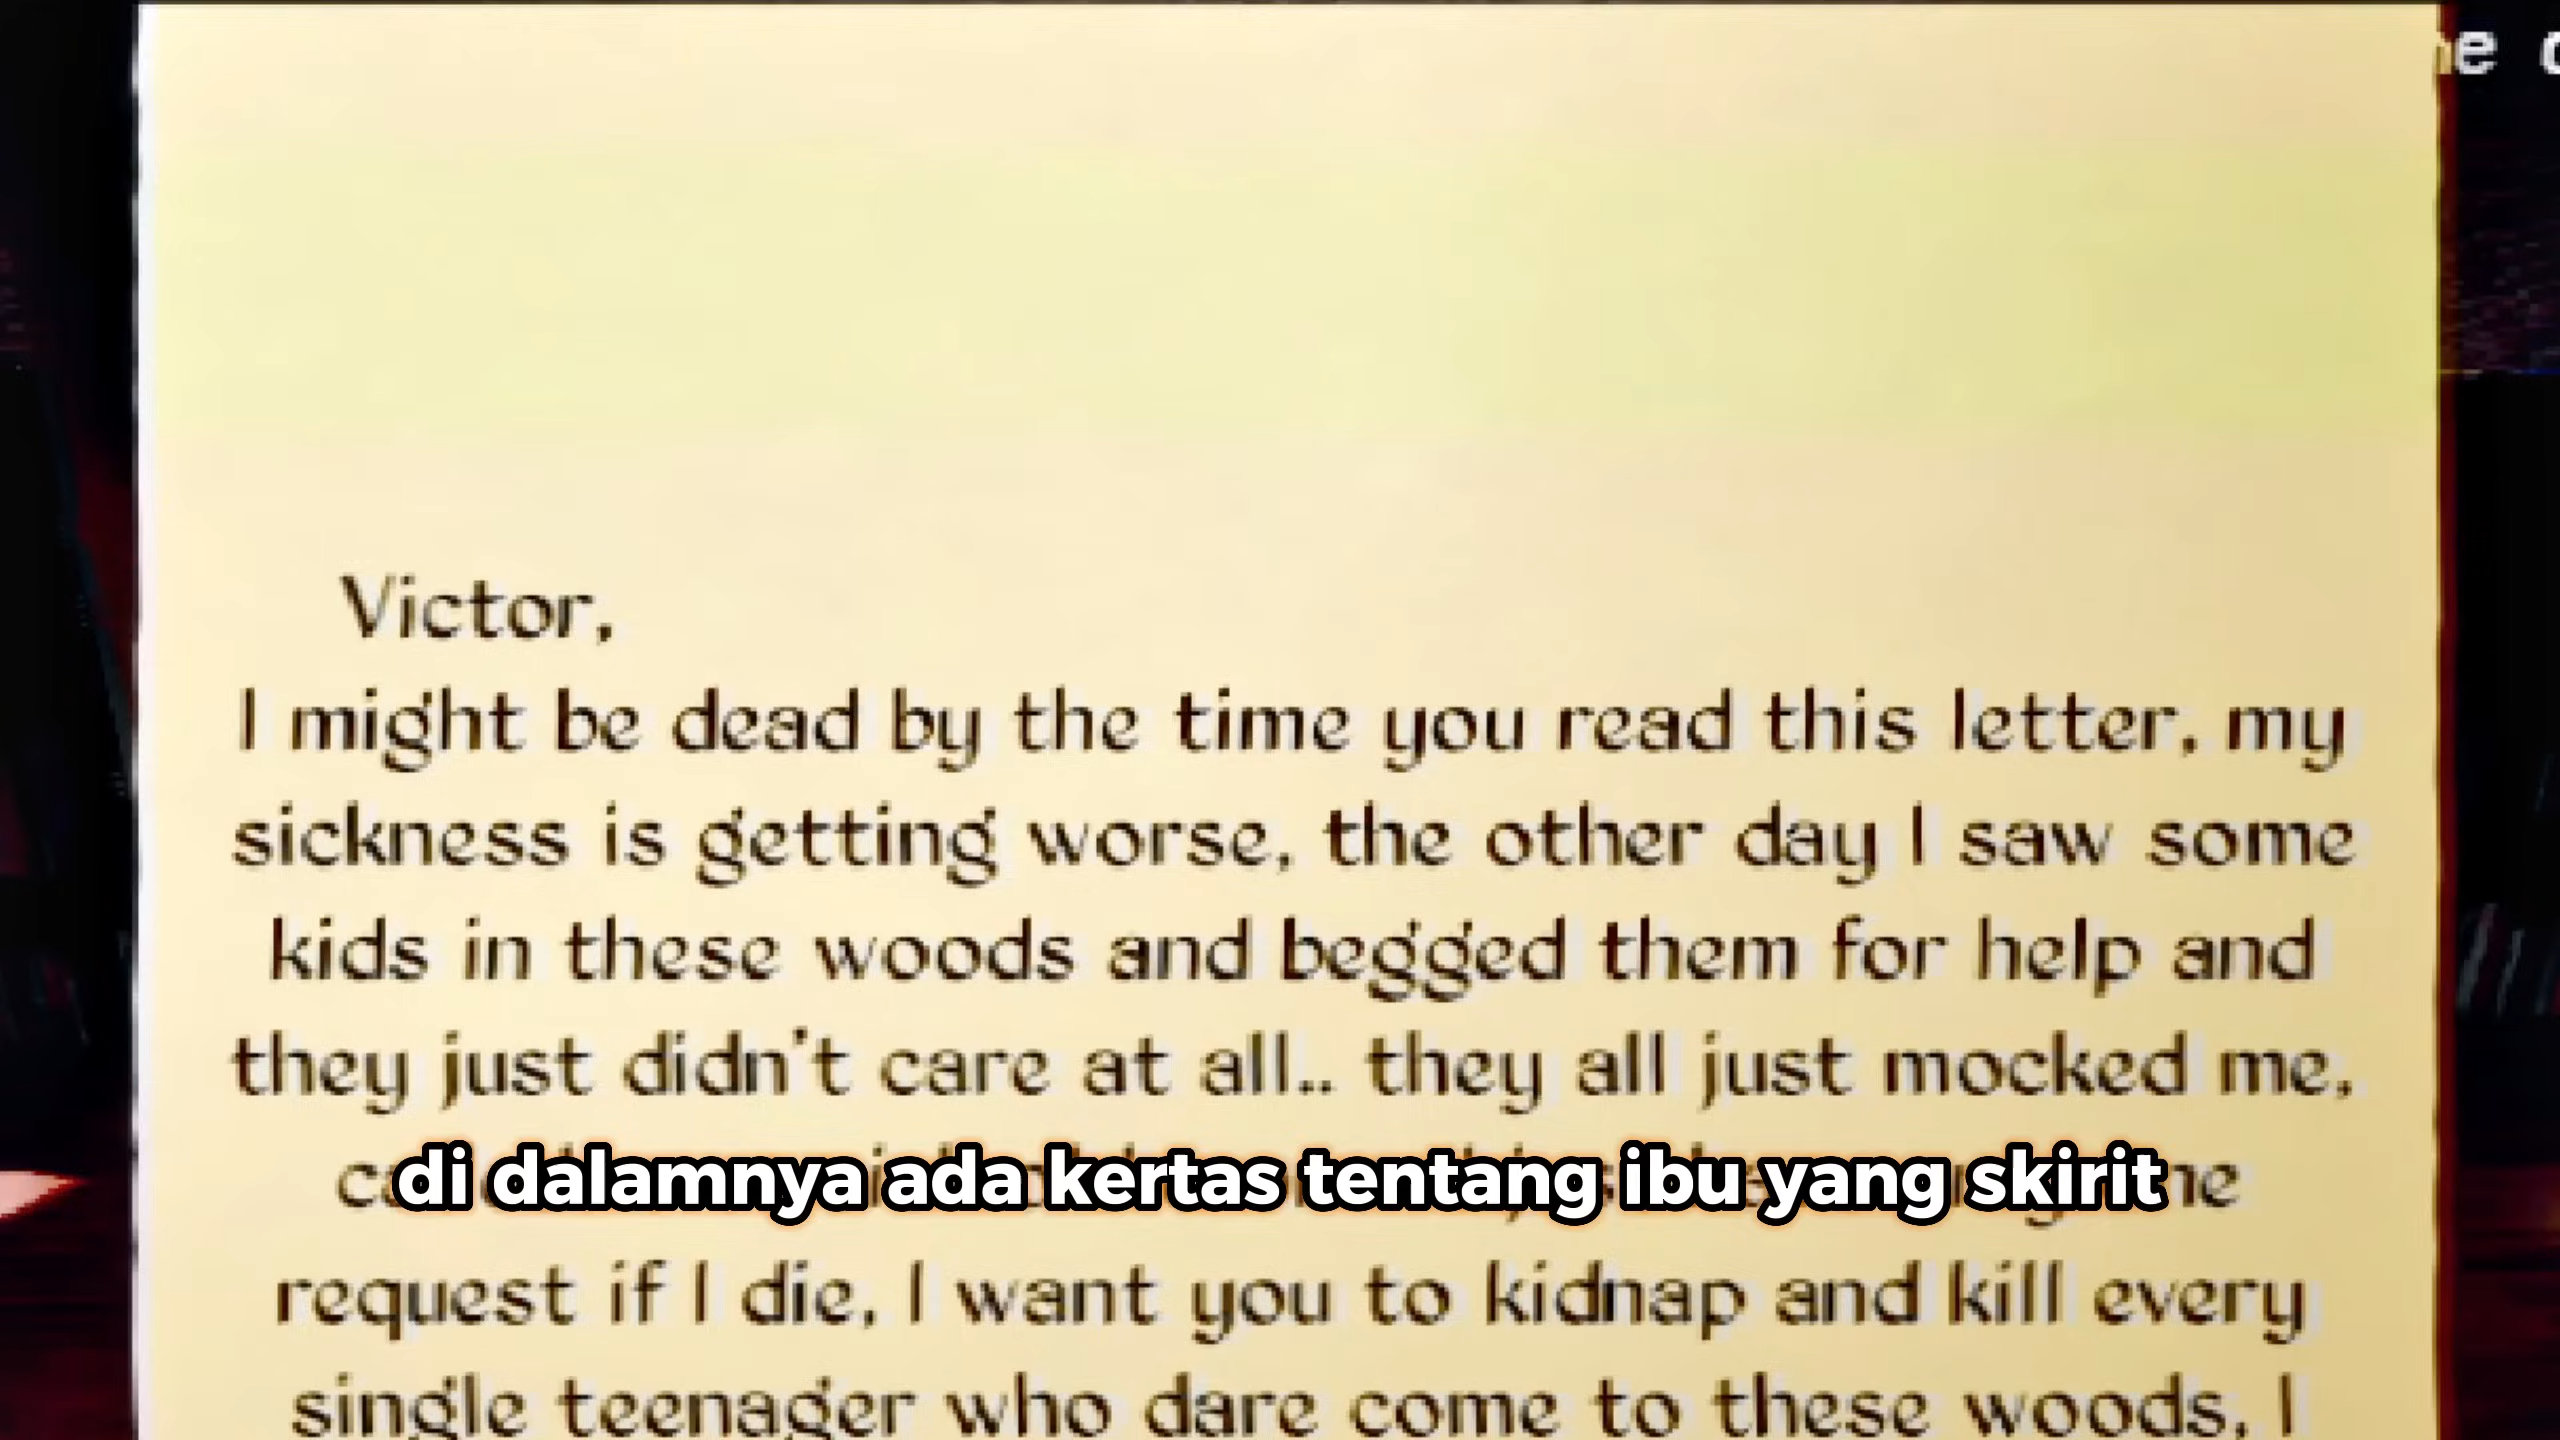 Victor,
I might be dead by the time you read this letter, my
sickness is getting worse, the other day I saw some
kids in these woods and begged them for help and
they just didn't care at all.. they all just mocked me,
di dalamnya ada kertas tentang ibu yang skirit
request if I die, I want you to kidnap and kill every
single teenager who dare come to these woods, I